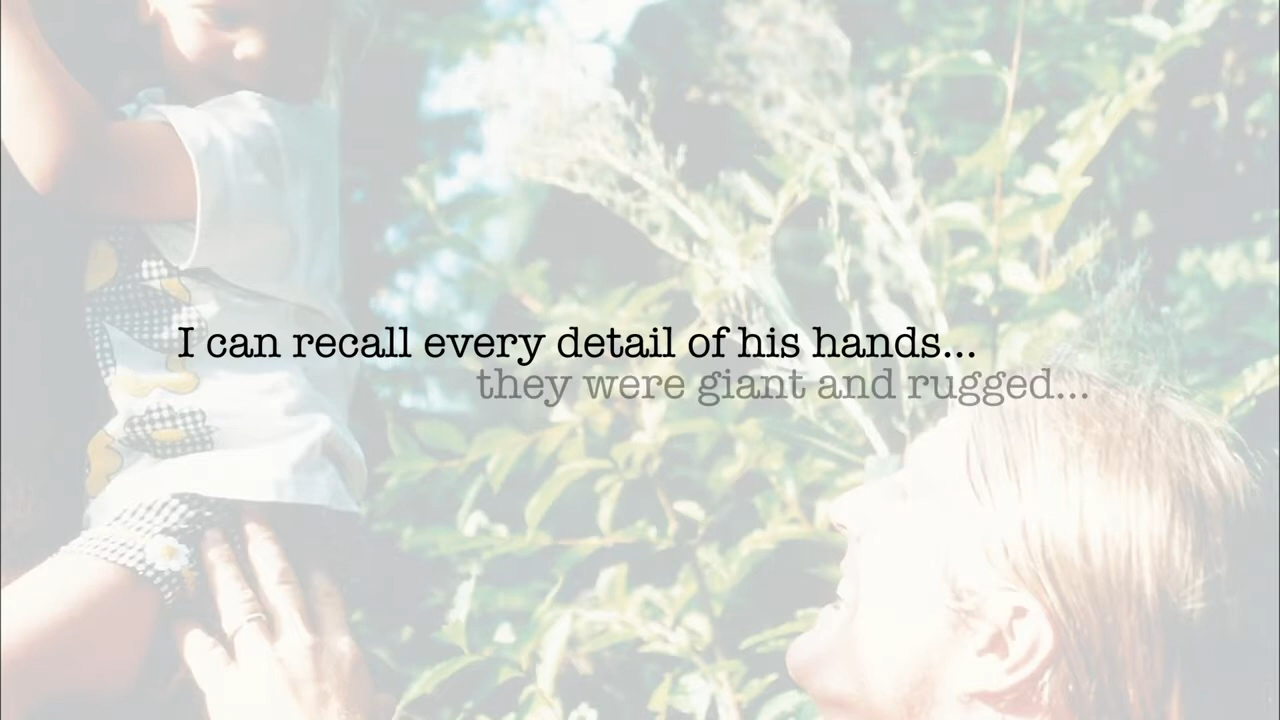 I can recall every detail of his hands...
they were giant and rugged...